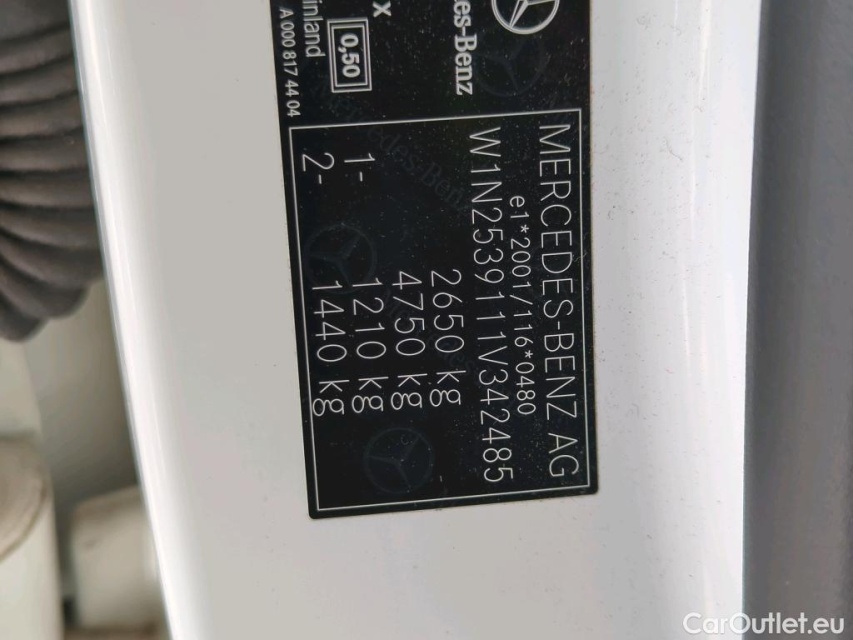 es-Benz
x
0,50
inland
A 000 817 44 04
MERCEDES-BENZ AG
e1*2001/116*0480
W1N2539111V342485
2650 kg
4750 kg
1- 1210 kg
2- 1440 kg
CarOutlet.eu